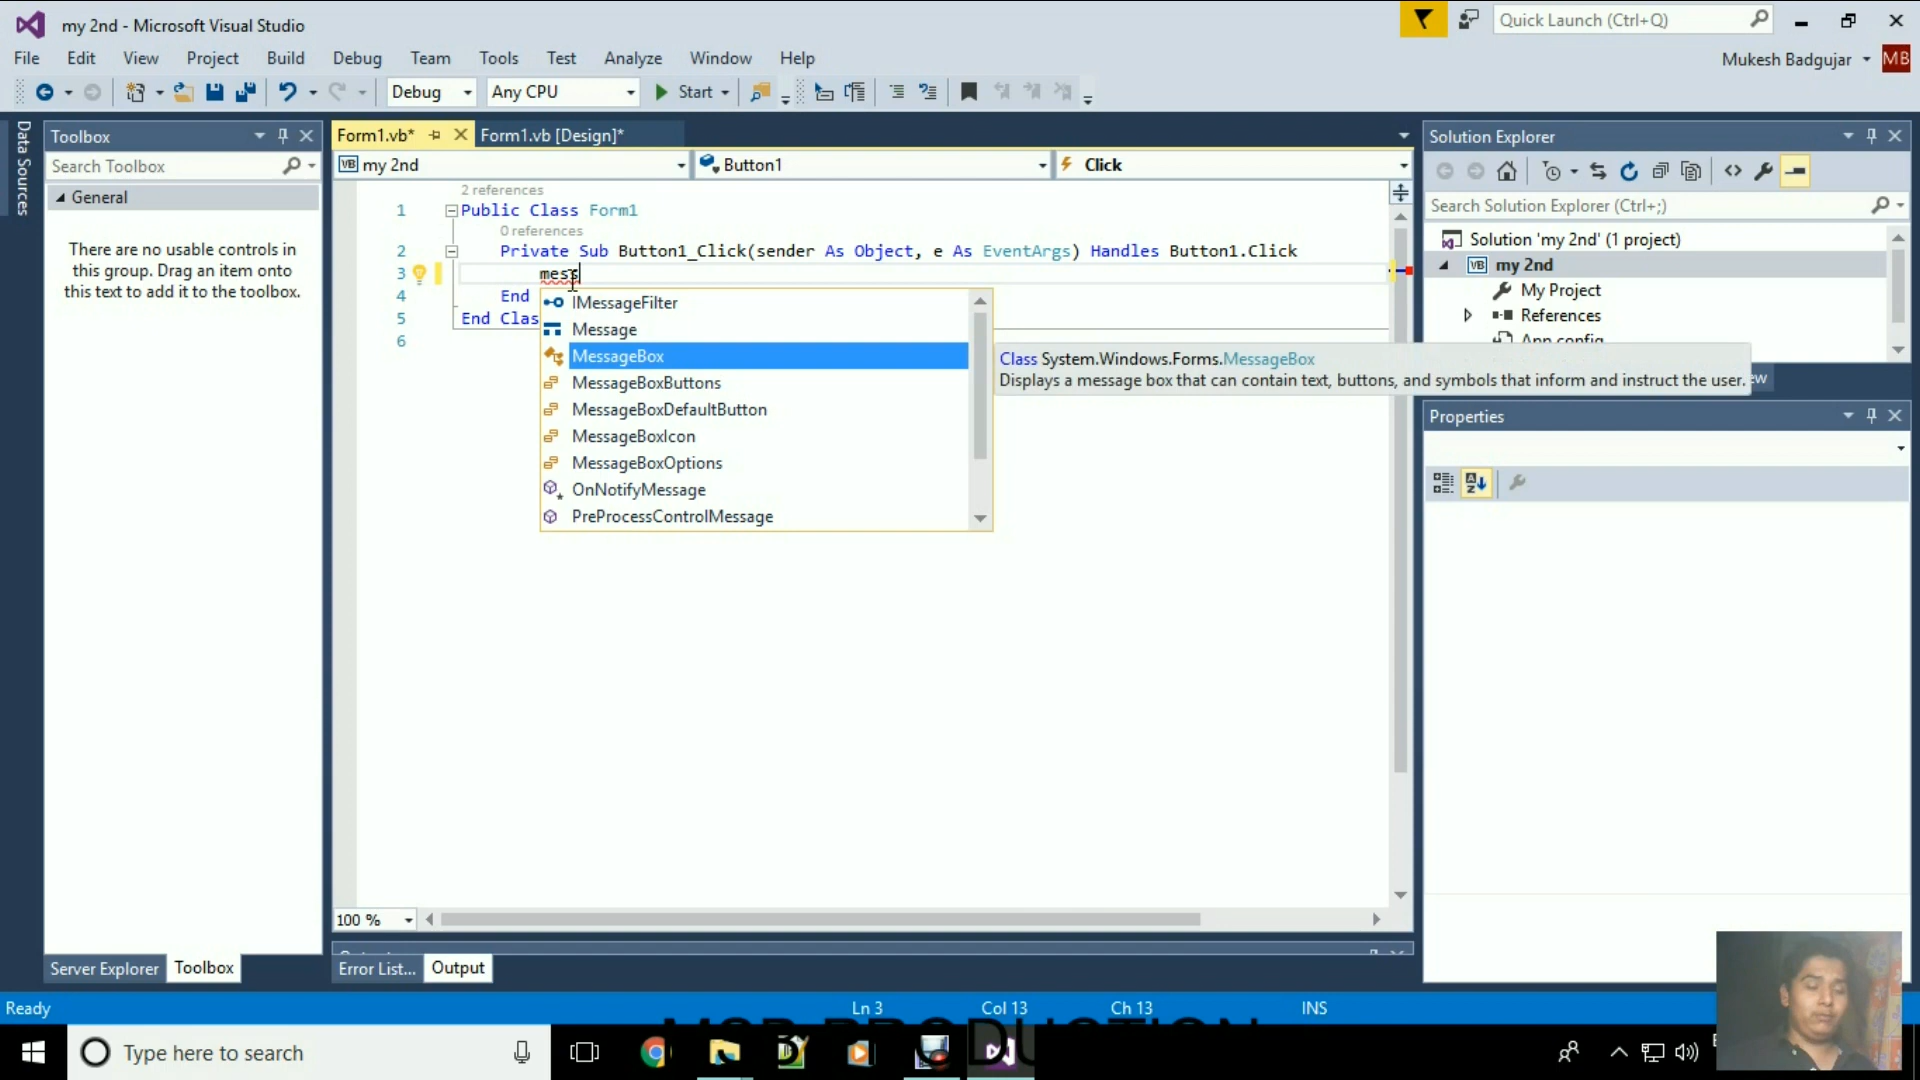 my 2nd - Microsoft Visual Studio
Quick Launch (Ctrl+Q)
File Edit View Project Build Debug Team Tools Test Analyze Window Help
Mukesh Badgujar MB
Debug Any CPU Start
Data Sources
Toolbox
Search Toolbox
General
There are no usable controls in
this group. Drag an item onto
this text to add it to the toolbox.
Server Explorer Toolbox
Form1.vb* Form1.vb [Design]*
VB my 2nd Button1 Click
2 references
1 Public Class Form1
0 references
2 Private Sub Button1_Click(sender As Object, e As EventArgs) Handles Button1.Click
3 mess
4 End
5 End Clas
6
IMessageFilter
Message
MessageBox
MessageBoxButtons
MessageBoxDefaultButton
MessageBoxIcon
MessageBoxOptions
OnNotifyMessage
PreProcessControlMessage
Class System.Windows.Forms.MessageBox
Displays a message box that can contain text, buttons, and symbols that inform and instruct the user.
100 %
Error List... Output
Solution Explorer
Search Solution Explorer (Ctrl+;)
Solution 'my 2nd' (1 project)
VB my 2nd
My Project
References
App.config
Properties
Ready Ln 3 Col 13 Ch 13 INS
Type here to search